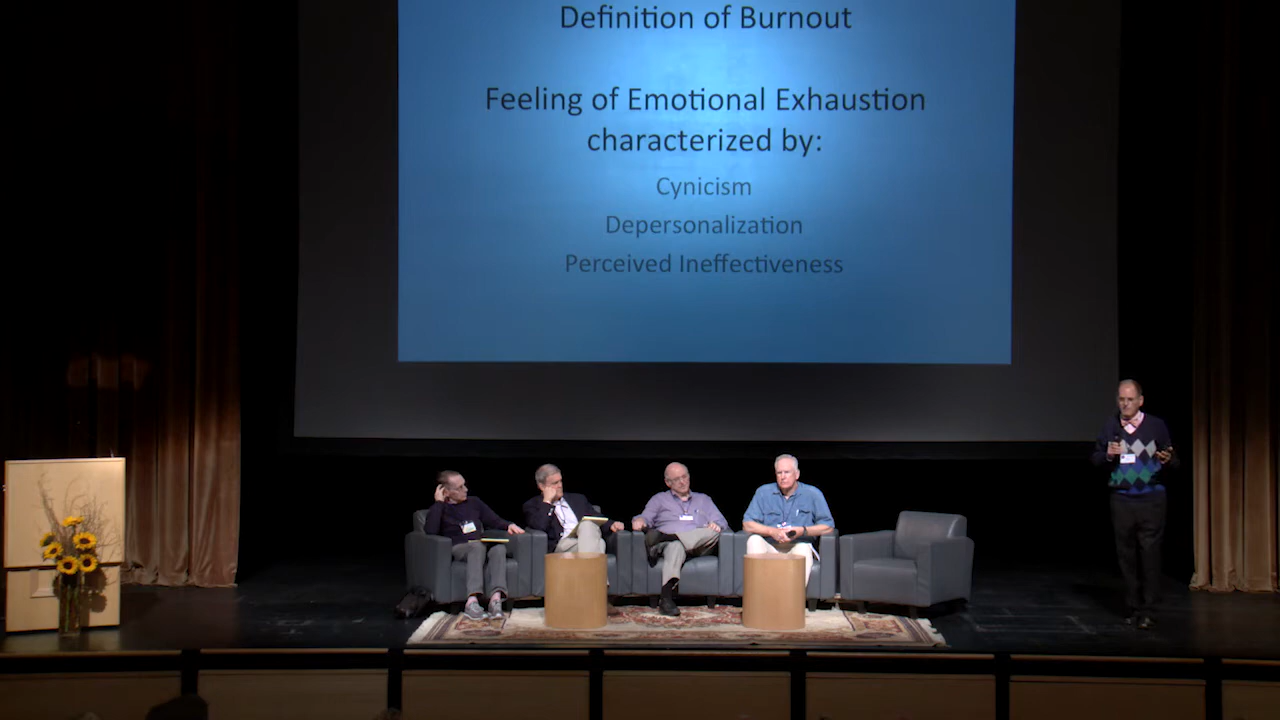 Definition of Burnout
Feeling of Emotional Exhaustion
characterized by:
Cynicism
Depersonalization
Perceived Ineffectiveness